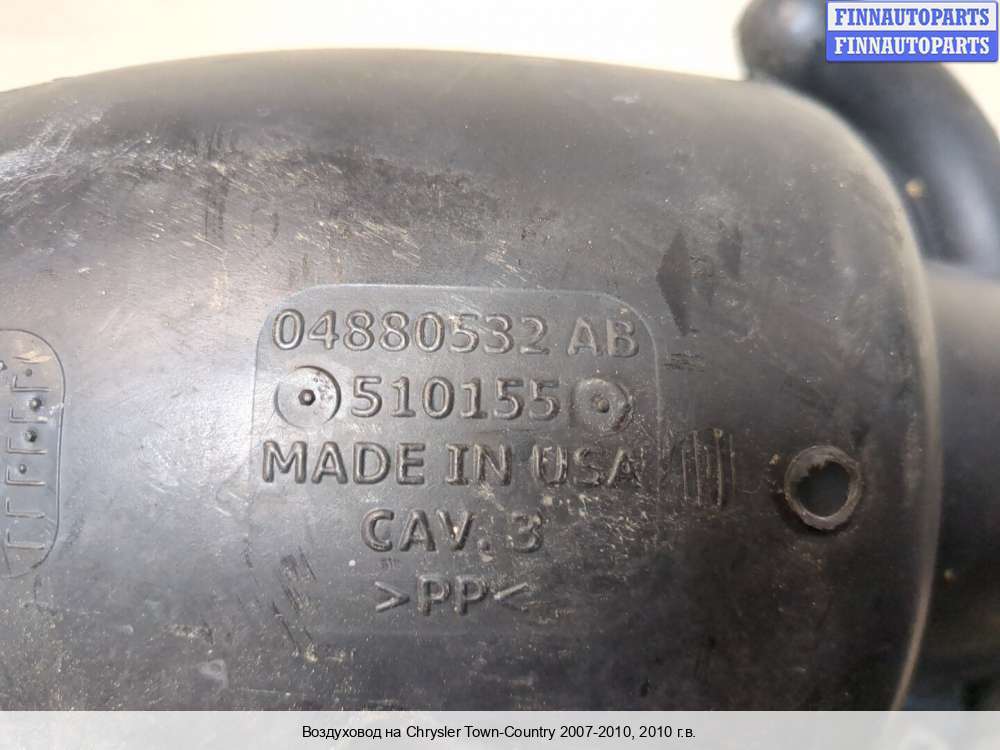 FINNAUTOPARTS
FINNAUTOPARTS
04880532 AB
510155
MADE IN USA
CAV. 3
>PP<
Воздуховод на Chrysler Town-Country 2007-2010, 2010 г.в.